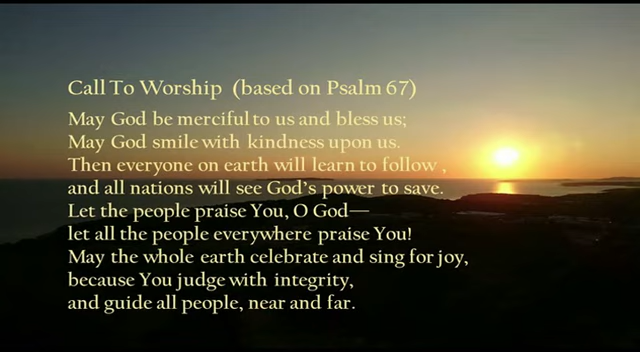 Call To Worship (based on Psalm 67)
May God be merciful to us and bless us;
May God smile with kindness upon us.
Then everyone on earth will learn to follow ,
and all nations will see God's power to save.
Let the people praise You, O God—
let all the people everywhere praise You!
May the whole earth celebrate and sing for joy,
because You judge with integrity,
and guide all people, near and far.